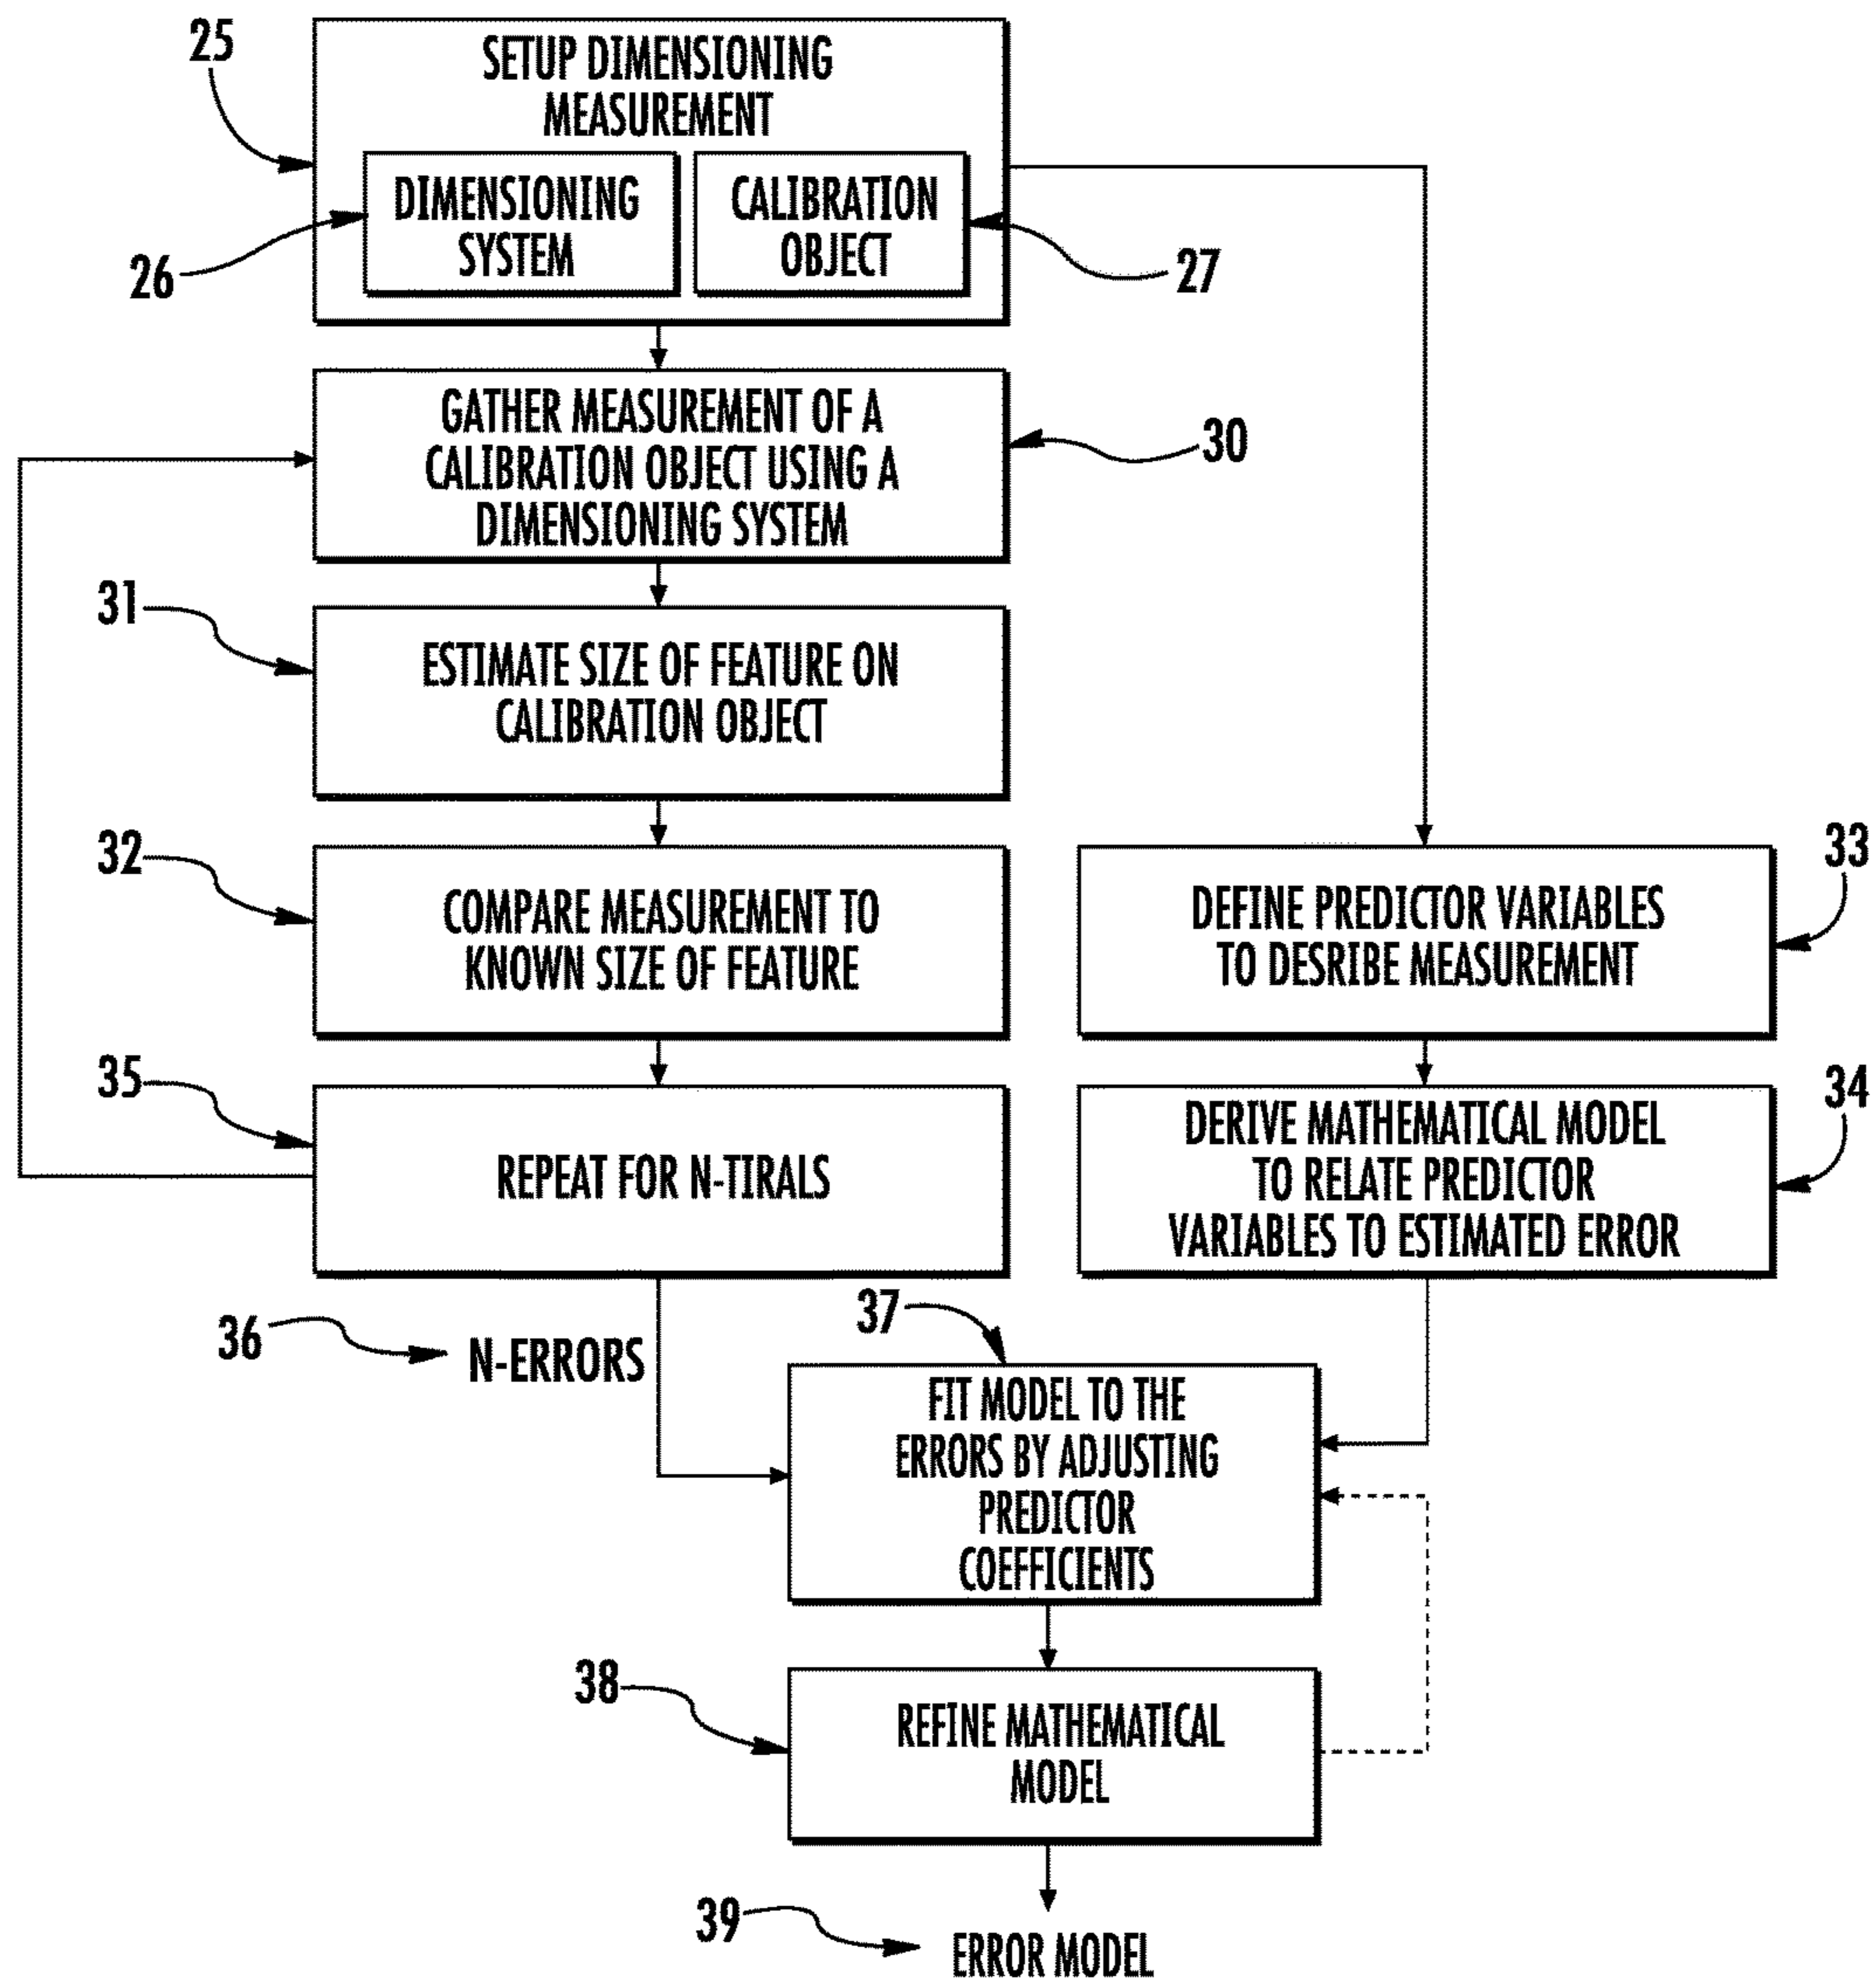 25
SETUP DIMENSIONING
MEASUREMENT
DIMENSIONING
SYSTEM
CALIBRATION
OBJECT
26
27
GATHER MEASUREMENT OF A
CALIBRATION OBJECT USING A
DIMENSIONING SYSTEM
30
31
ESTIMATE SIZE OF FEATURE ON
CALIBRATION OBJECT
32
COMPARE MEASUREMENT TO
KNOWN SIZE OF FEATURE
33
DEFINE PREDICTOR VARIABLES
TO DESRIBE MEASUREMENT
35
REPEAT FOR N-TIRALS
34
DERIVE MATHEMATICAL MODEL
TO RELATE PREDICTOR
VARIABLES TO ESTIMATED ERROR
36
N-ERRORS
37
FIT MODEL TO THE
ERRORS BY ADJUSTING
PREDICTOR
COEFFICIENTS
38
REFINE MATHEMATICAL
MODEL
39
ERROR MODEL